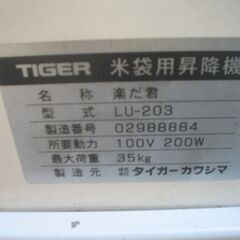 TIGER 米袋用昇降機
名称 楽だ君
型式 LU-203
製造番号 02988884
所要動力 100V 200W
最大荷重 35kg
製造元 株式会社 タイガーカワシマ